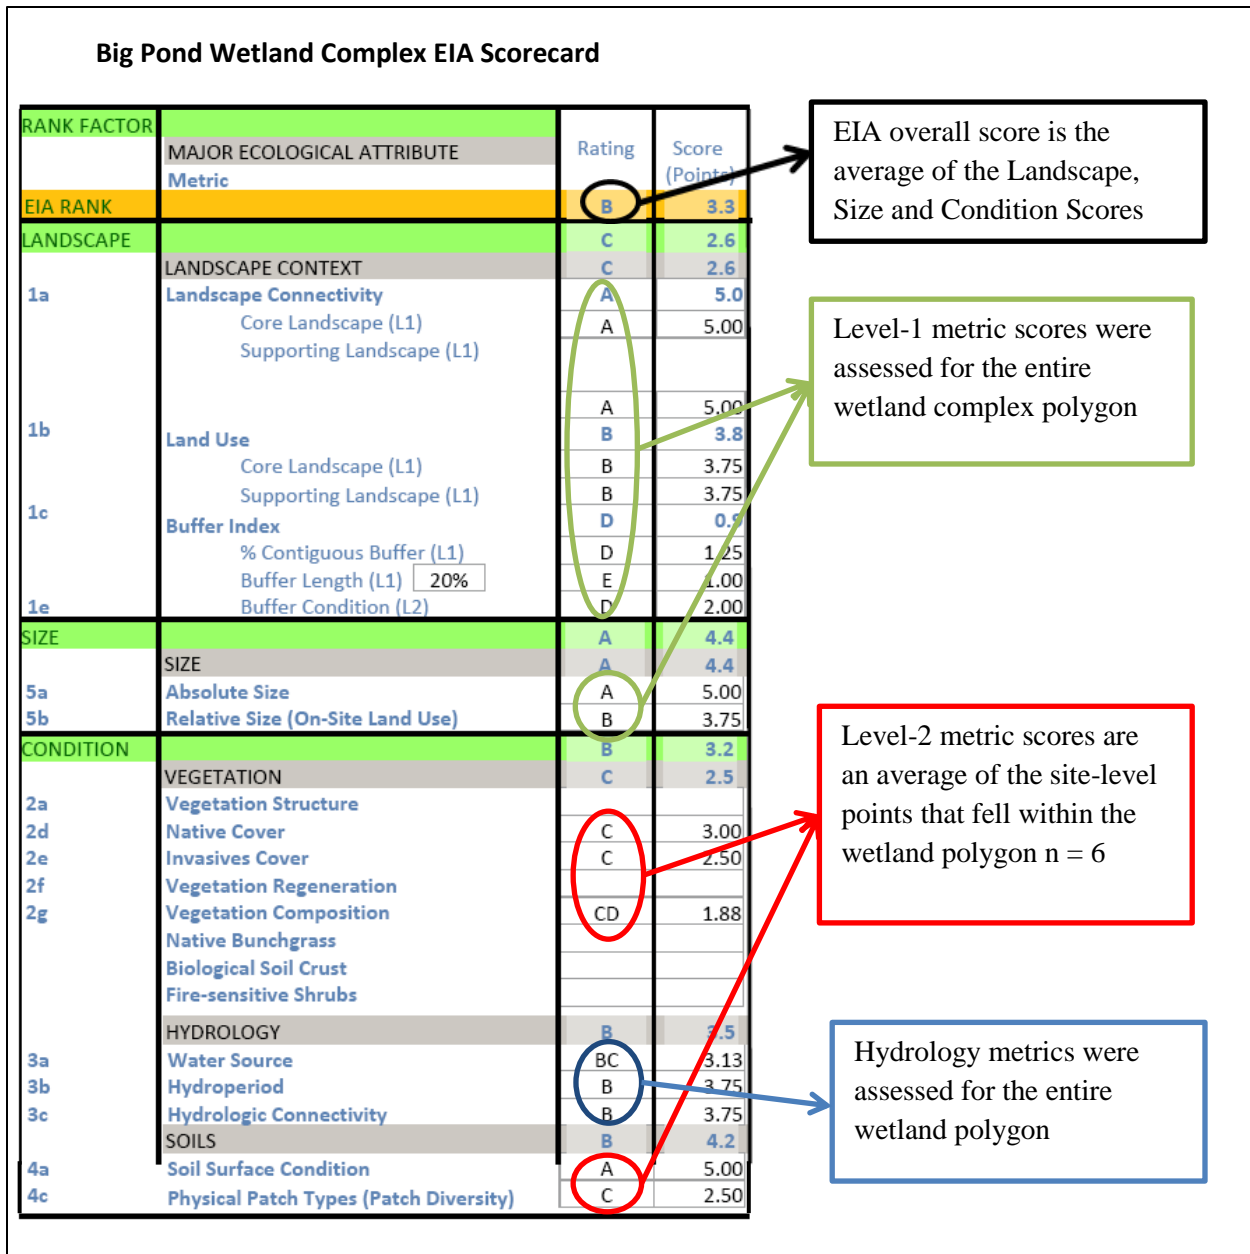 Big Pond Wetland Complex EIA Scorecard
RANK FACTOR
MAJOR ECOLOGICAL ATTRIBUTE
Metric
Rating
Score
(Points)
EIA RANK B 3.3
LANDSCAPE C 2.6
LANDSCAPE CONTEXT C 2.6
1a Landscape Connectivity A 5.0
Core Landscape (L1) A 5.00
Supporting Landscape (L1)
A 5.00
1b Land Use B 3.8
Core Landscape (L1) B 3.75
Supporting Landscape (L1) B 3.75
1c Buffer Index D 0.9
% Contiguous Buffer (L1) D 1.25
Buffer Length (L1) 20% E 1.00
1e Buffer Condition (L2) D 2.00
SIZE A 4.4
SIZE A 4.4
5a Absolute Size A 5.00
5b Relative Size (On-Site Land Use) B 3.75
CONDITION B 3.2
VEGETATION C 2.5
2a Vegetation Structure
2d Native Cover C 3.00
2e Invasives Cover C 2.50
2f Vegetation Regeneration
2g Vegetation Composition CD 1.88
Native Bunchgrass
Biological Soil Crust
Fire-sensitive Shrubs
HYDROLOGY B 3.5
3a Water Source BC 3.13
3b Hydroperiod B 3.75
3c Hydrologic Connectivity B 3.75
SOILS B 4.2
4a Soil Surface Condition A 5.00
4c Physical Patch Types (Patch Diversity) C 2.50
EIA overall score is the
average of the Landscape,
Size and Condition Scores
Level-1 metric scores were
assessed for the entire
wetland complex polygon
Level-2 metric scores are
an average of the site-level
points that fell within the
wetland polygon n = 6
Hydrology metrics were
assessed for the entire
wetland polygon